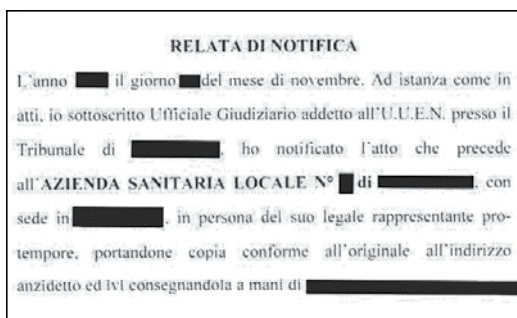 RELATA DI NOTIFICA
L'anno il giorno del mese di novembre. Ad istanza come in
atti, io sottoscritto Ufficiale Giudiziario addetto all'U.U.E.N. presso il
Tribunale di , ho notificato l'atto che precede
all'AZIENDA SANITARIA LOCALE N° di , con
sede in , in persona del suo legale rappresentante pro-
tempore, portandone copia conforme all'originale all'indirizzo
anzidetto ed ivi consegnandola a mani di